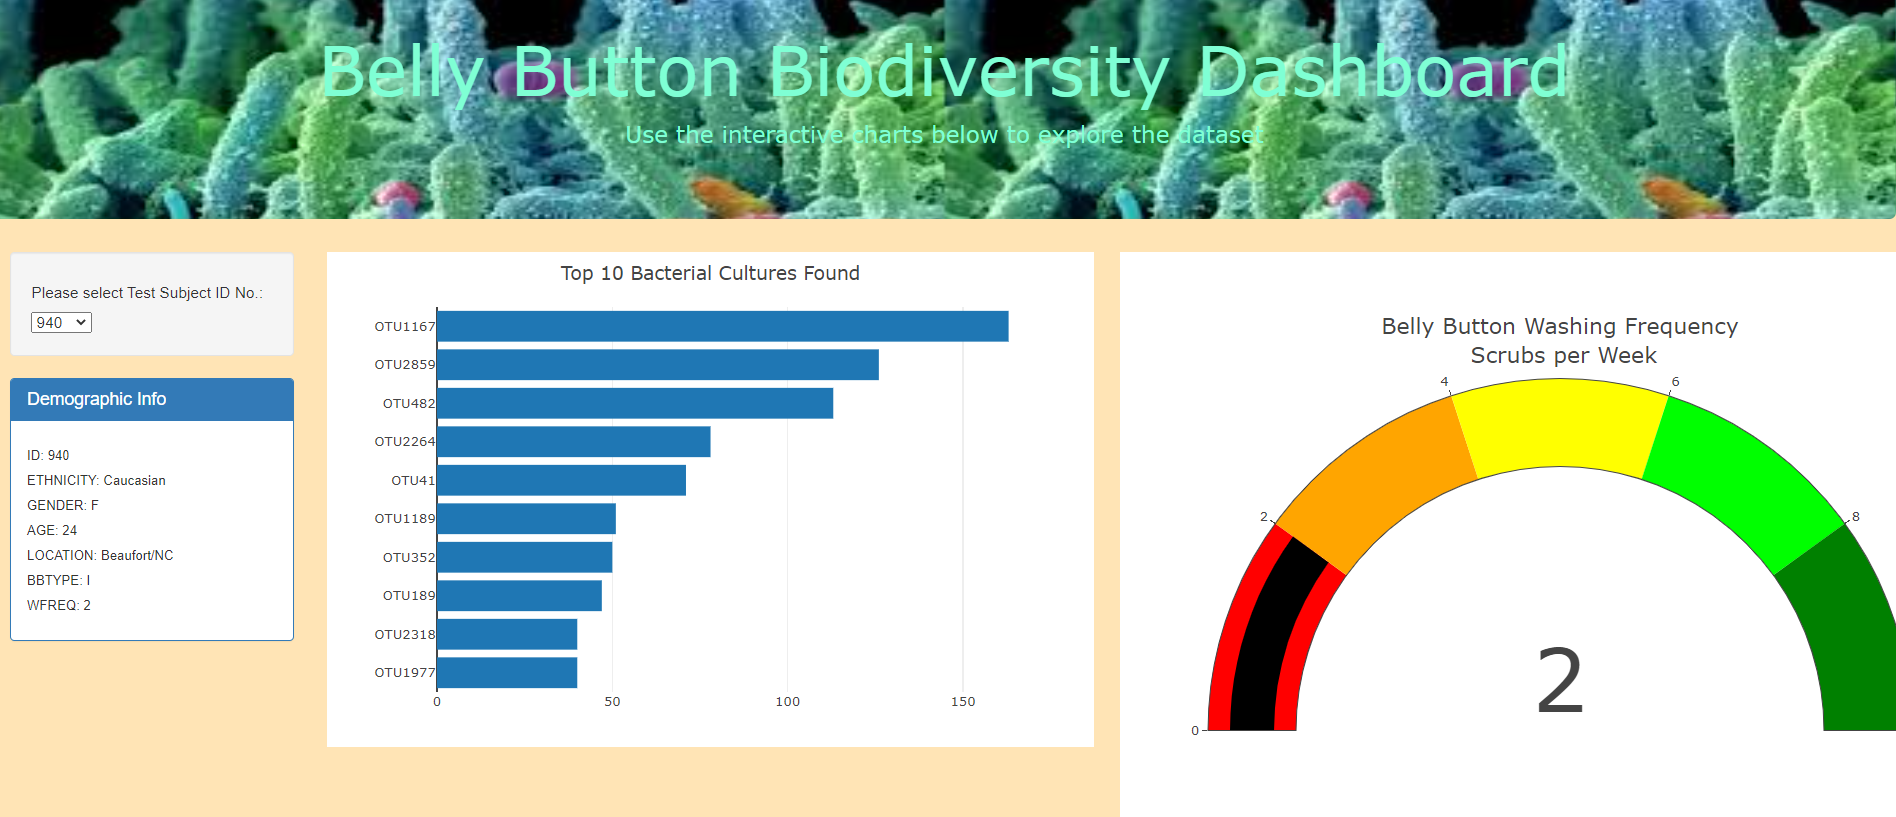 Belly Button Biodiversity Dashboard
Use the interactive charts below to explore the dataset
Please select Test Subject ID No.:
940
Demographic Info
ID: 940
ETHNICITY: Caucasian
GENDER: F
AGE: 24
LOCATION: Beaufort/NC
BBTYPE: I
WFREQ: 2
Top 10 Bacterial Cultures Found
OTU1167
OTU2859
OTU482
OTU2264
OTU41
OTU1189
OTU352
OTU189
OTU2318
OTU1977
0 50 100 150
Belly Button Washing Frequency
Scrubs per Week
4 6
2 8
2
0